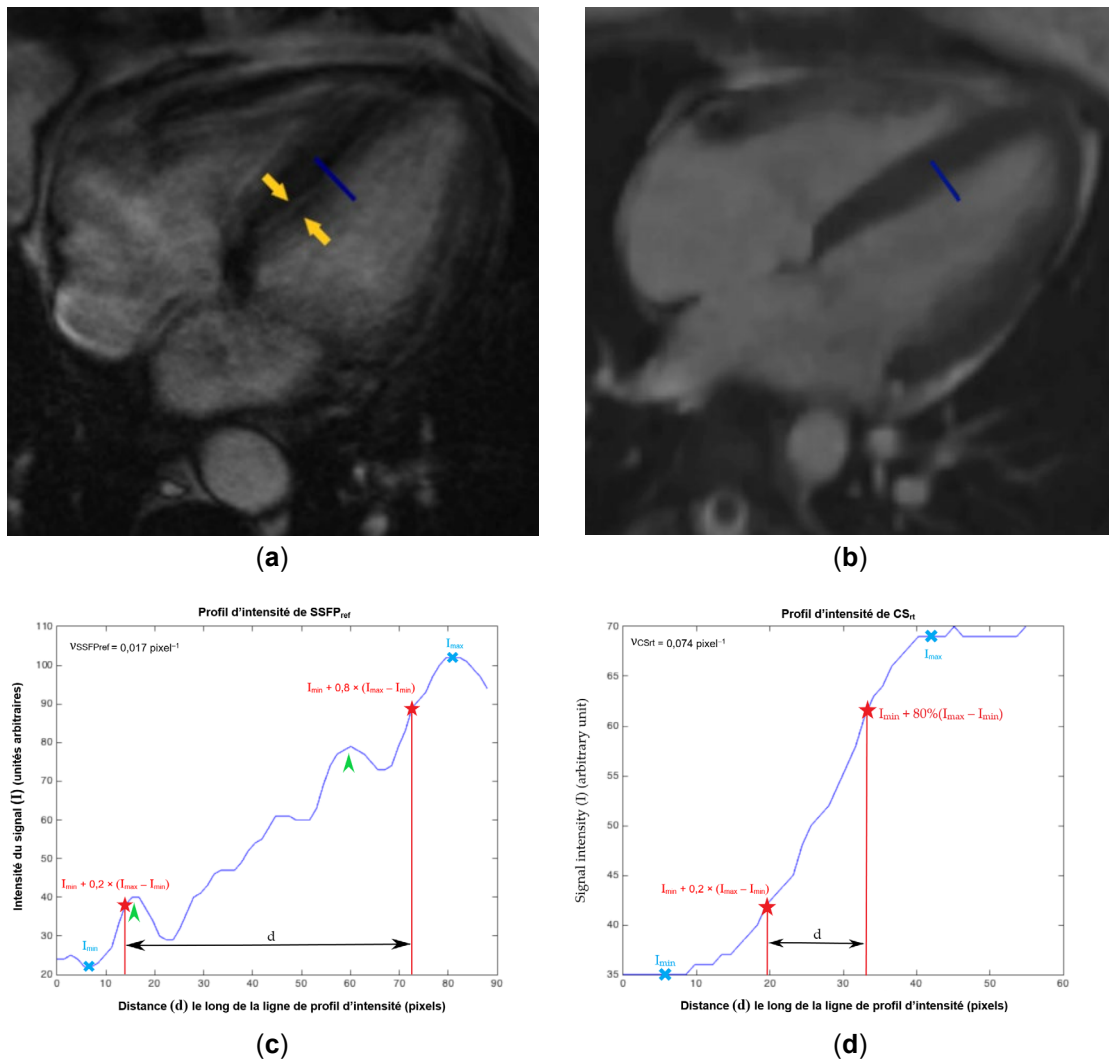 (a)
(b)
Profil d'intensité de SSFPref
νSSFPref = 0,017 pixel⁻¹
Imax
Imin + 0,8 × (Imax – Imin)
Imin + 0,2 × (Imax – Imin)
Imin
d
Intensité du signal (I) (unités arbitraires)
110
100
90
80
70
60
50
40
30
20
0
10
20
30
40
50
60
70
80
90
Distance (d) le long de la ligne de profil d'intensité (pixels)
(c)
Profil d'intensité de CSrt
νCSrt = 0,074 pixel⁻¹
Imax
Imin + 80%(Imax – Imin)
Imin + 0,2 × (Imax – Imin)
Imin
d
Signal intensity (I) (arbitrary unit)
70
65
60
55
50
45
40
35
0
10
20
30
40
50
60
Distance (d) le long de la ligne de profil d'intensité (pixels)
(d)